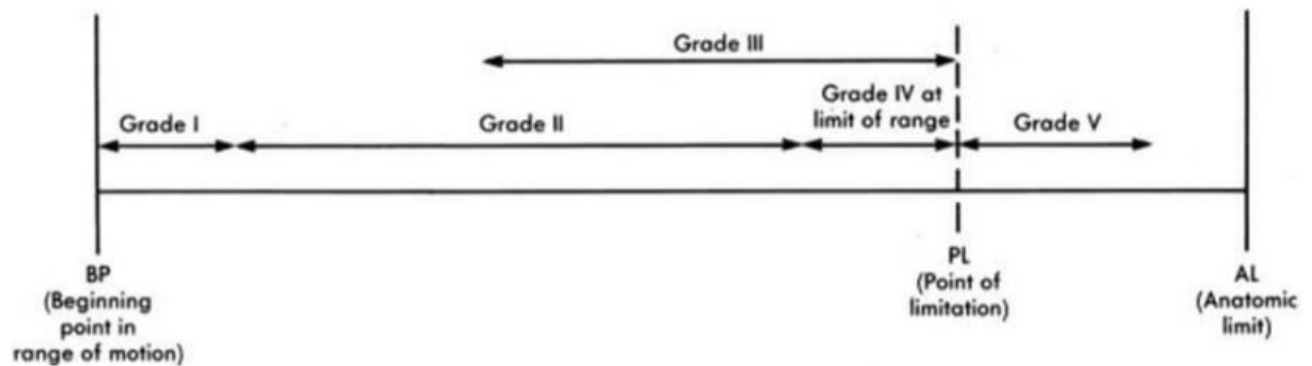 Grade III
Grade I
Grade II
Grade IV at
limit of range
Grade V
BP
(Beginning
point in
range of motion)
PL
(Point of
limitation)
AL
(Anatomic
limit)